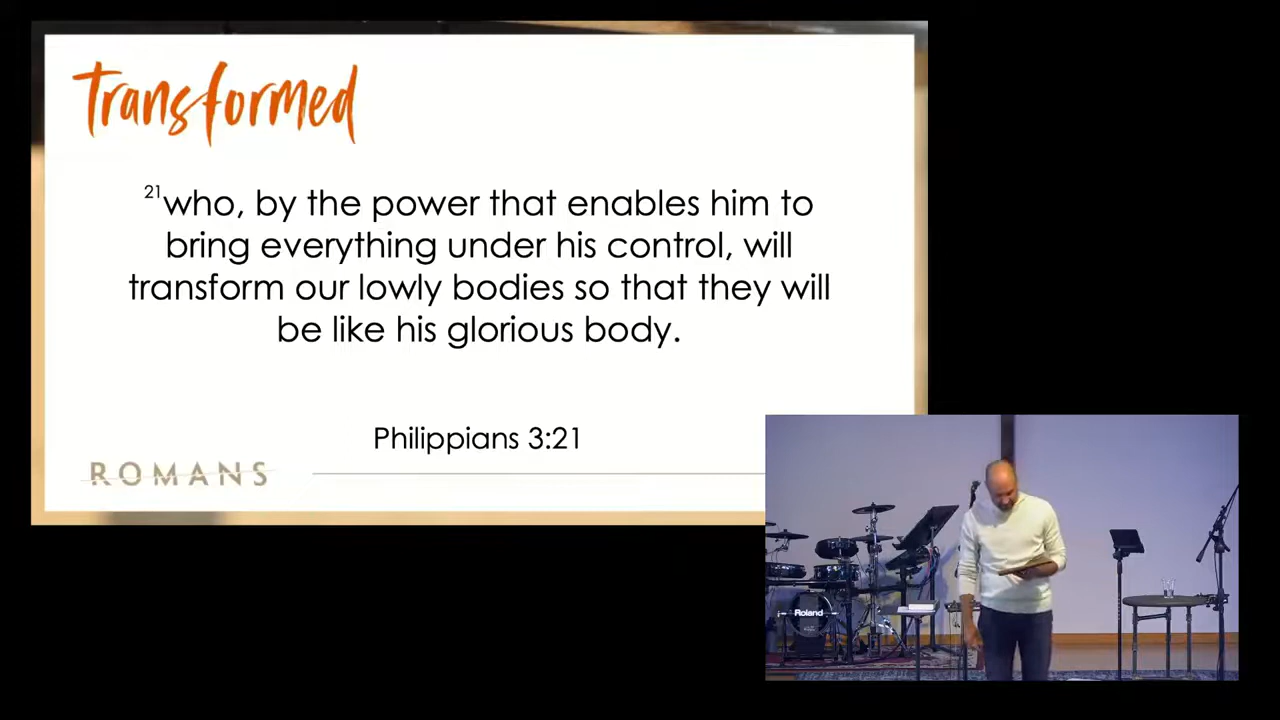 Transformed
21who, by the power that enables him to
bring everything under his control, will
transform our lowly bodies so that they will
be like his glorious body.
Philippians 3:21
ROMANS
Roland